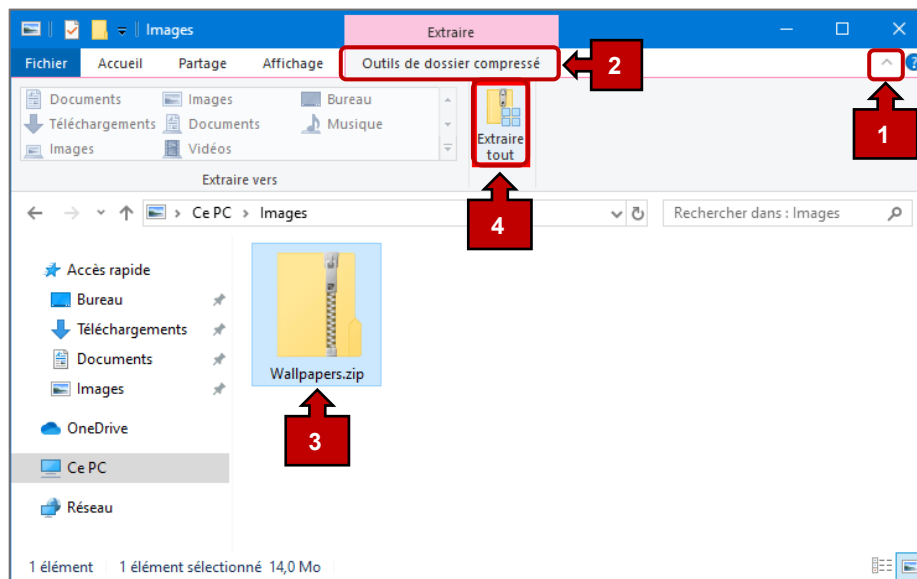 Images
Extraire
Fichier Accueil Partage Affichage Outils de dossier compressé
2
?
1
Documents Images Bureau
Téléchargements Documents Musique
Images Vidéos
Extraire
tout
Extraire vers
4
Ce PC > Images
Rechercher dans : Images
Accès rapide
Bureau
Téléchargements
Documents
Images
OneDrive
Ce PC
Réseau
Wallpapers.zip
3
1 élément 1 élément sélectionné 14,0 Mo